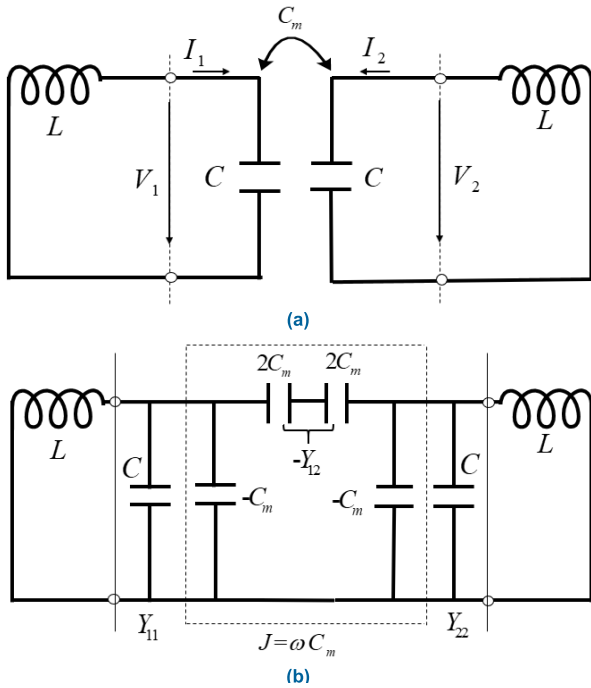 C_m
I_1
I_2
L
L
V_1
C
C
V_2
(a)
2C_m 2C_m
L
C
-C_m
-Y_12
-C_m
C
L
Y_11
Y_22
J=ωC_m
(b)